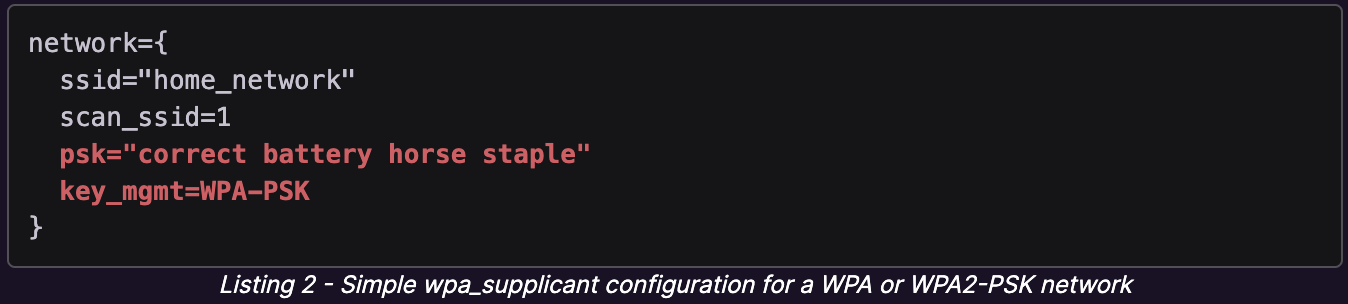 network={
  ssid="home_network"
  scan_ssid=1
  psk="correct battery horse staple"
  key_mgmt=WPA-PSK
}
Listing 2 - Simple wpa_supplicant configuration for a WPA or WPA2-PSK network